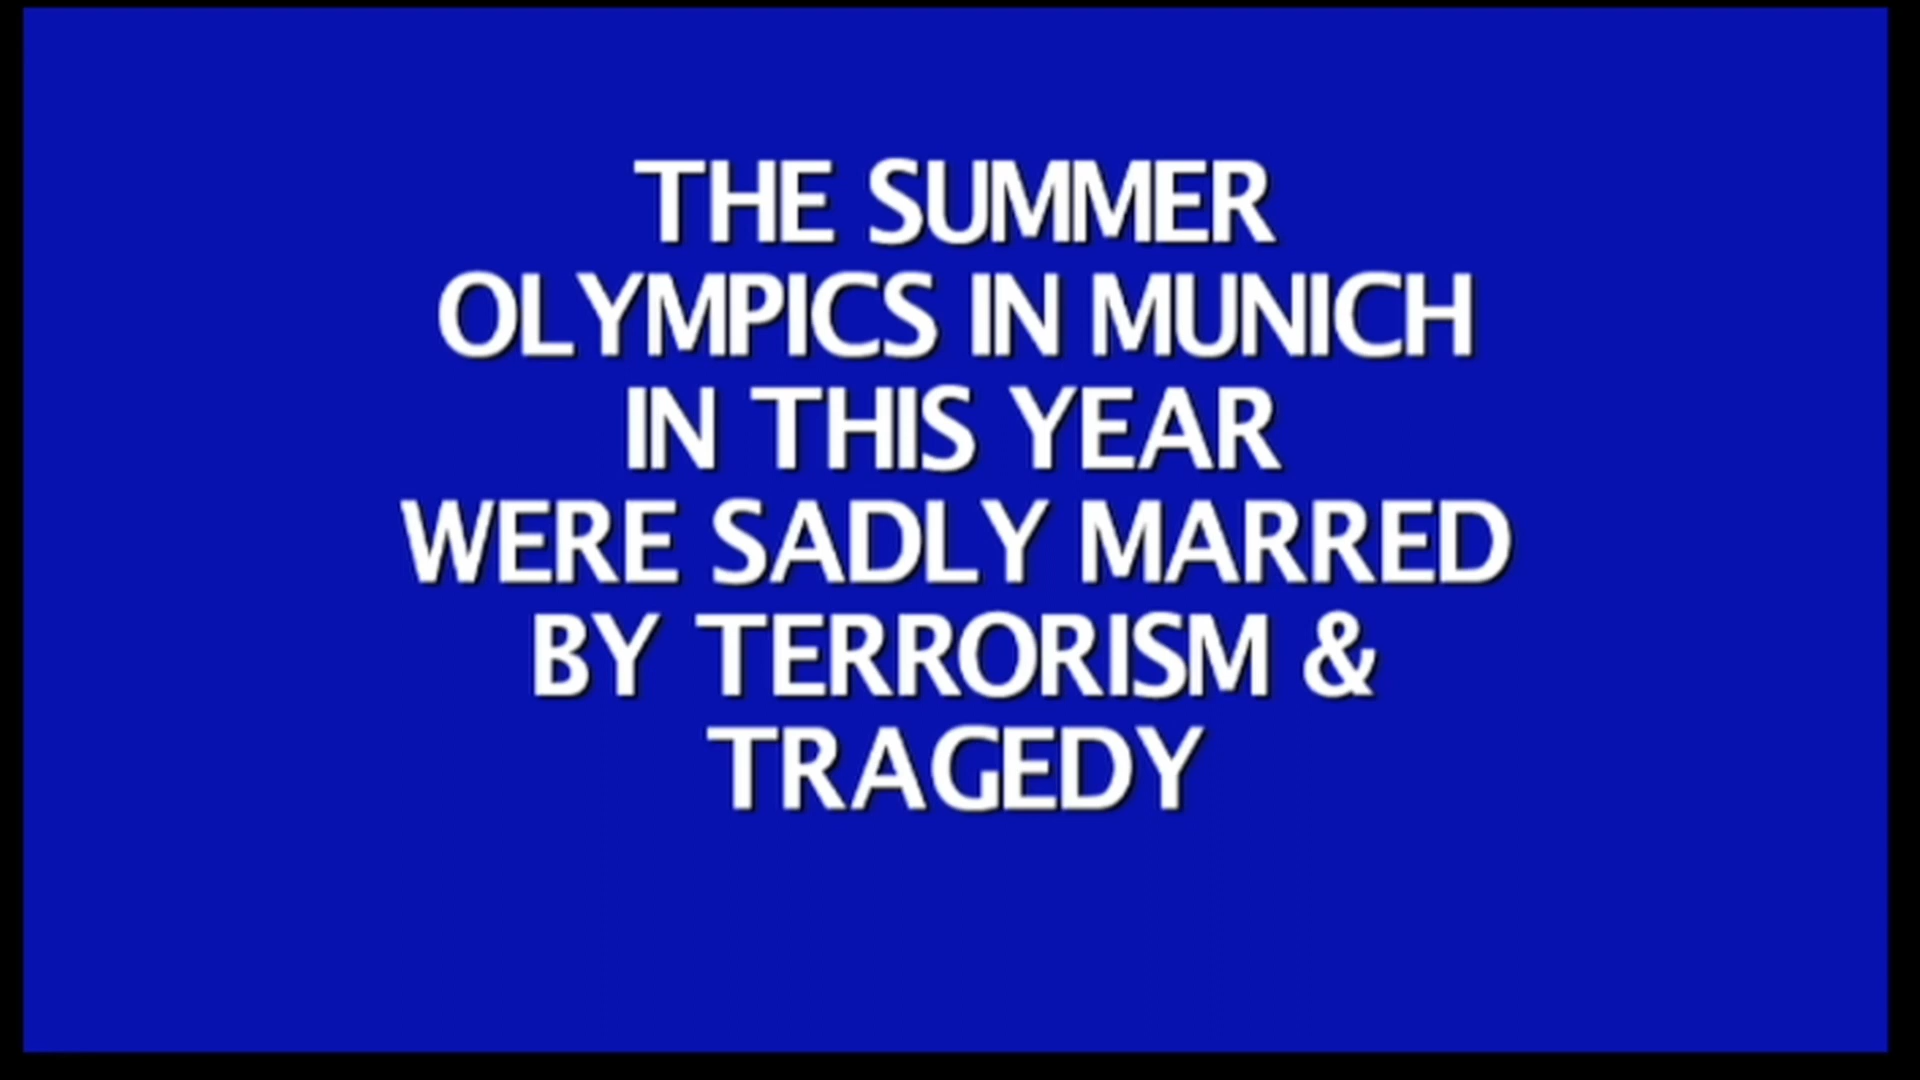 THE SUMMER
OLYMPICS IN MUNICH
IN THIS YEAR
WERE SADLY MARRED
BY TERRORISM &
TRAGEDY